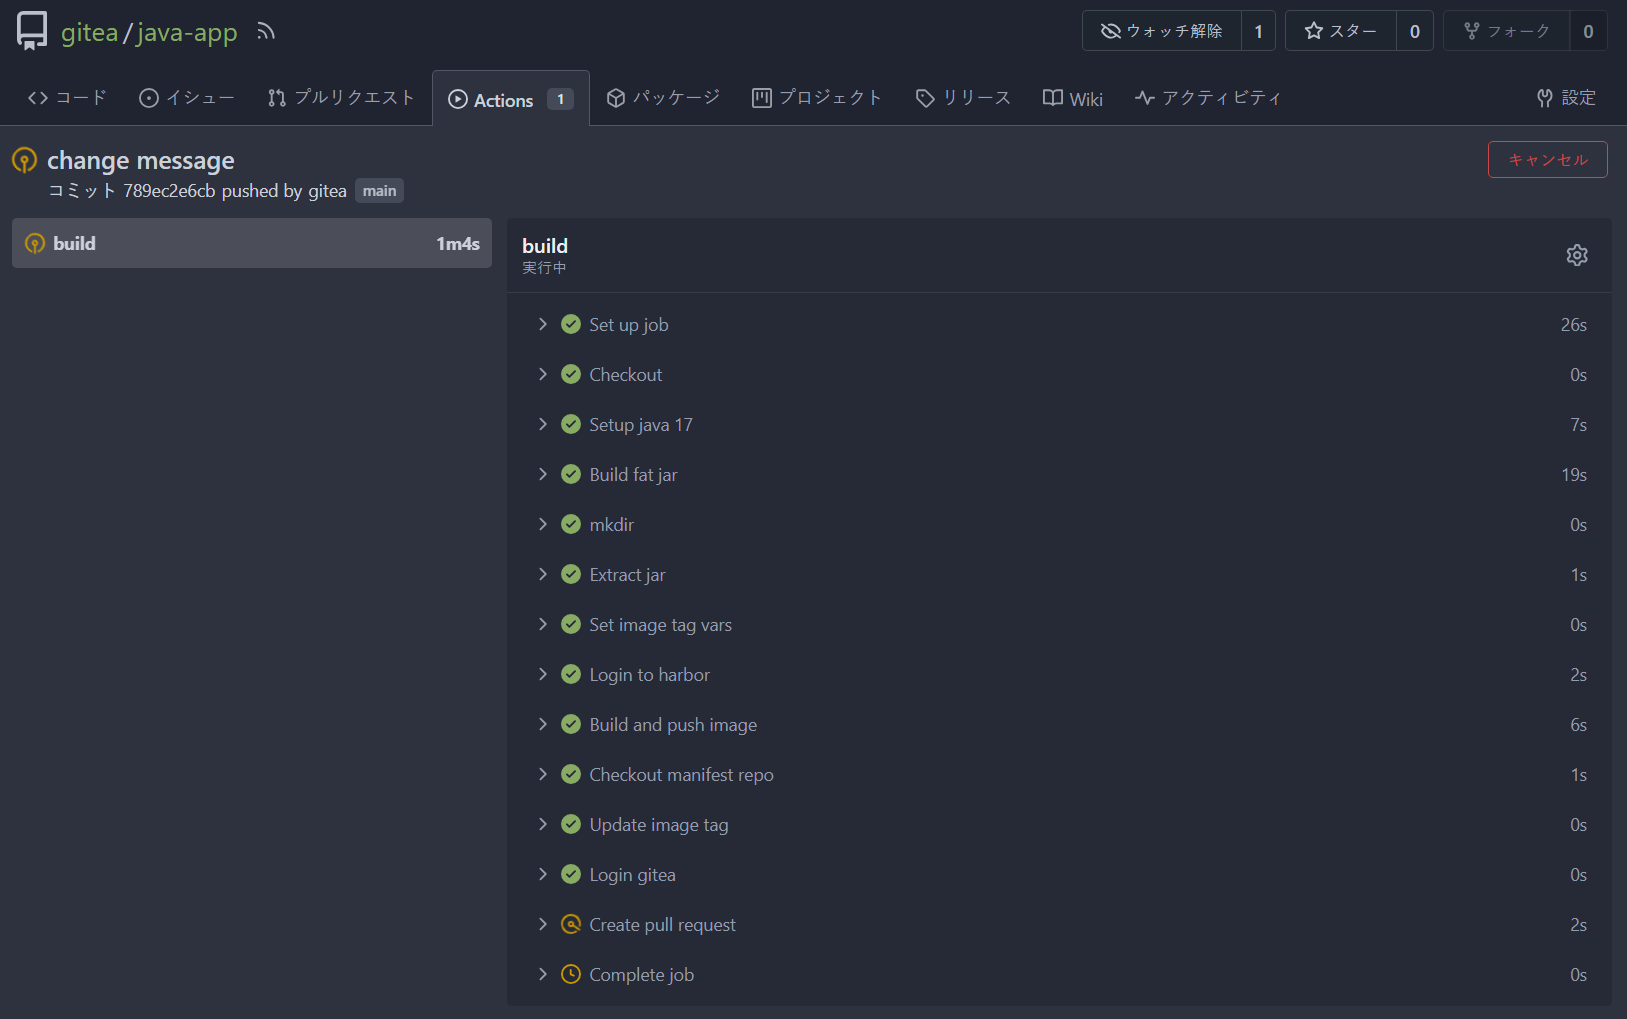 gitea/java-app
ウォッチ解除 1 スター 0 フォーク 0
コード イシュー プルリクエスト Actions 1 パッケージ プロジェクト リリース Wiki アクティビティ 設定
change message
キャンセル
コミット 789ec2e6cb pushed by gitea main
build 1m4s
build
実行中
Set up job 26s
Checkout 0s
Setup java 17 7s
Build fat jar 19s
mkdir 0s
Extract jar 1s
Set image tag vars 0s
Login to harbor 2s
Build and push image 6s
Checkout manifest repo 1s
Update image tag 0s
Login gitea 0s
Create pull request 2s
Complete job 0s